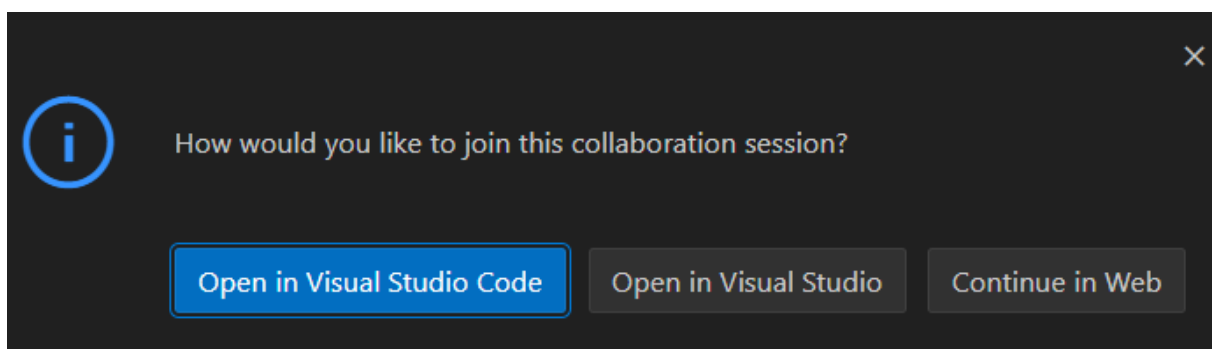 How would you like to join this collaboration session?
Open in Visual Studio Code Open in Visual Studio Continue in Web